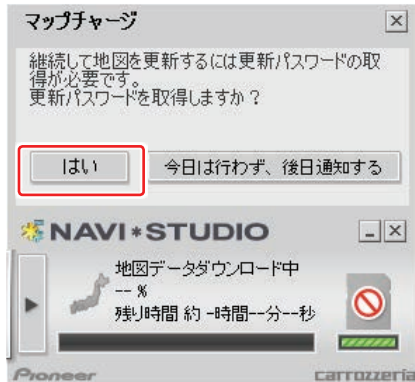 マップチャージ
継続して地図を更新するには更新パスワードの取
得が必要です。
更新パスワードを取得しますか？
はい
今日は行わず、後日通知する
NAVI*STUDIO
地図データダウンロード中
-- %
残り時間 約 -時間--分--秒
Pioneer
carrozzeria